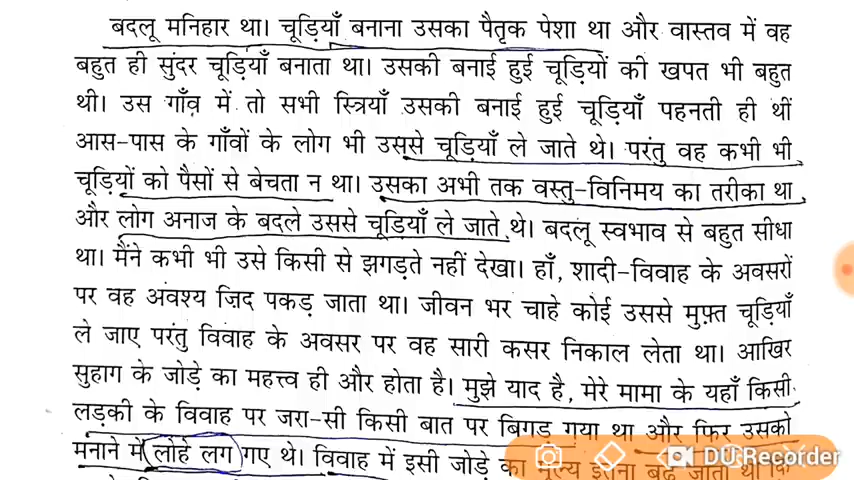 बदलू मनिहार था। चूड़ियाँ बनाना उसका पैतृक पेशा था और वास्तव में वह
बहुत ही सुंदर चूड़ियाँ बनाता था। उसकी बनाई हुई चूड़ियों की खपत भी बहुत
थी। उस गाँव में तो सभी स्त्रियाँ उसकी बनाई हुई चूड़ियाँ पहनती ही थीं
आस-पास के गाँवों के लोग भी उससे चूड़ियाँ ले जाते थे। परंतु वह कभी भी
चूड़ियों को पैसों से बेचता न था। उसका अभी तक वस्तु-विनिमय का तरीका था
और लोग अनाज के बदले उससे चूड़ियाँ ले जाते थे। बदलू स्वभाव से बहुत सीधा
था। मैंने कभी भी उसे किसी से झगड़ते नहीं देखा। हाँ, शादी-विवाह के अवसरों
पर वह अवश्य ज़िद पकड़ जाता था। जीवन भर चाहे कोई उससे मुफ़्त चूड़ियाँ
ले जाए परंतु विवाह के अवसर पर वह सारी कसर निकाल लेता था। आखिर
सुहाग के जोड़े का महत्त्व ही और होता है। मुझे याद है, मेरे मामा के यहाँ किसी
लड़की के विवाह पर जरा-सी किसी बात पर बिगड़ गया था और फिर उसको
मनाने में लोहे लग गए थे। विवाह में इसी जोड़े का मूल्य इतना बढ़ जाता था कि
DU Recorder